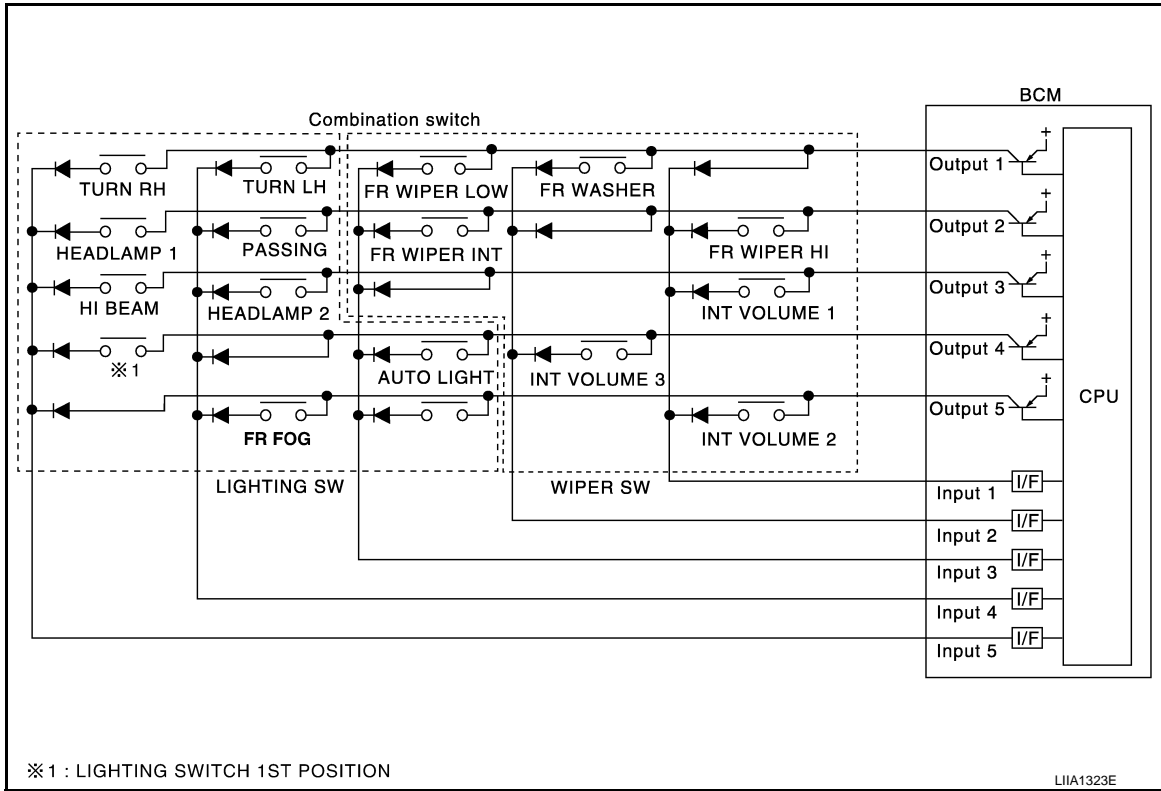 BCM
Combination switch
TURN RH
TURN LH
FR WIPER LOW
FR WASHER
Output 1
+
HEADLAMP 1
PASSING
FR WIPER INT
FR WIPER HI
Output 2
+
HI BEAM
HEADLAMP 2
INT VOLUME 1
Output 3
+
※1
AUTO LIGHT
INT VOLUME 3
Output 4
+
CPU
FR FOG
INT VOLUME 2
Output 5
+
LIGHTING SW
WIPER SW
Input 1
I/F
Input 2
I/F
Input 3
I/F
Input 4
I/F
Input 5
I/F
※1 : LIGHTING SWITCH 1ST POSITION
LIIA1323E